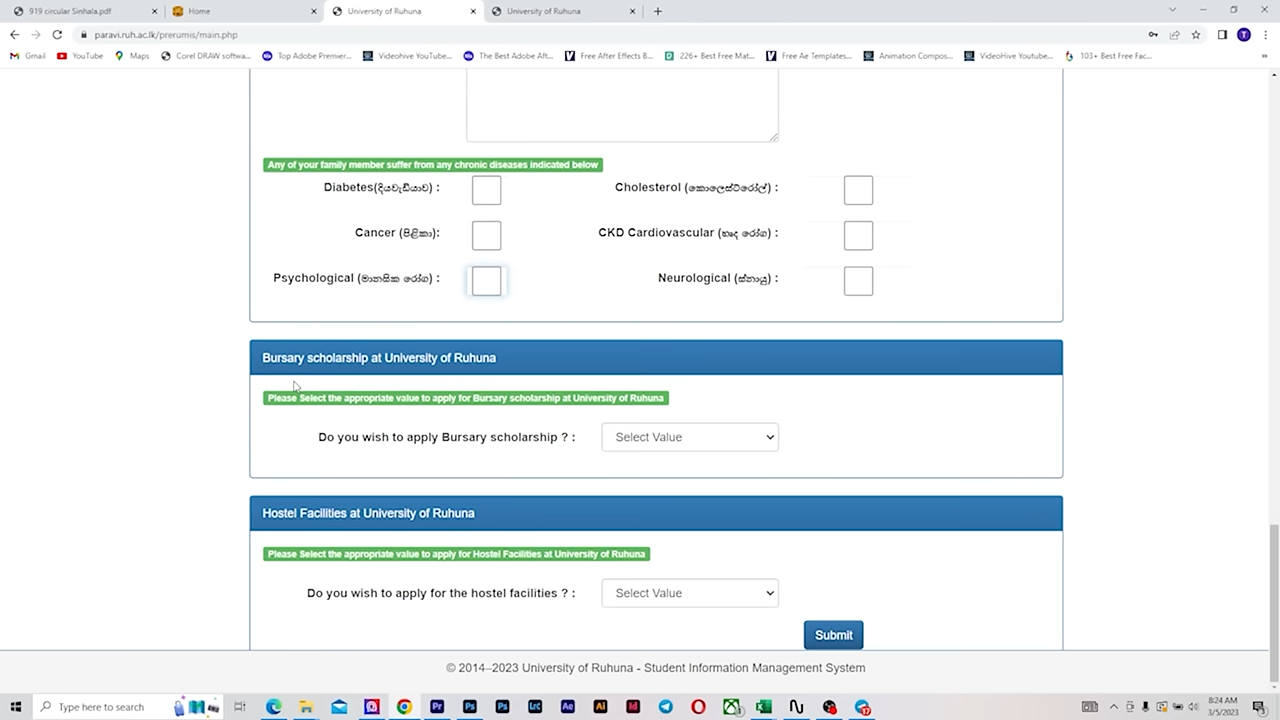 919 circular Sinhala.pdf
Home
University of Ruhuna
University of Ruhuna
paravi.ruh.ac.lk/prerumis/main.php
Gmail
YouTube
Maps
Corel DRAW softwa...
Top Adobe Premier...
Videohive YouTube...
The Best Adobe Aft...
Free After Effects B...
226+ Best Free Mat...
Free Ae Templates...
Animation Compos...
VideoHive Youtube...
103+ Best Free Fac...
Any of your family member suffer from any chronic diseases indicated below
Diabetes(දියවැඩියාව) :
Cholesterol (කොලෙස්ට්රෝල්) :
Cancer (පිළිකා):
CKD Cardiovascular (හෘද රෝග) :
Psychological (මානසික රෝග) :
Neurological (ස්නායු) :
Bursary scholarship at University of Ruhuna
Please Select the appropriate value to apply for Bursary scholarship at University of Ruhuna
Do you wish to apply Bursary scholarship ? :
Select Value
Hostel Facilities at University of Ruhuna
Please Select the appropriate value to apply for Hostel Facilities at University of Ruhuna
Do you wish to apply for the hostel facilities ? :
Select Value
Submit
© 2014–2023 University of Ruhuna - Student Information Management System
Type here to search
8:24 AM
3/5/2023